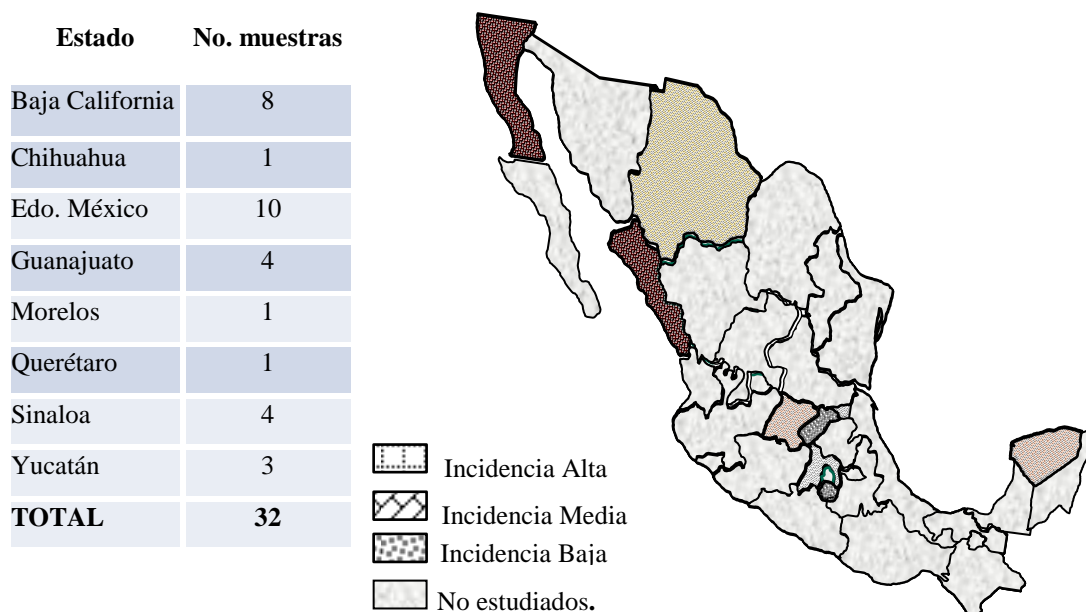 Estado No. muestras
Baja California 8
Chihuahua 1
Edo. México 10
Guanajuato 4
Morelos 1
Querétaro 1
Sinaloa 4
Yucatán 3
TOTAL 32
Incidencia Alta
Incidencia Media
Incidencia Baja
No estudiados.